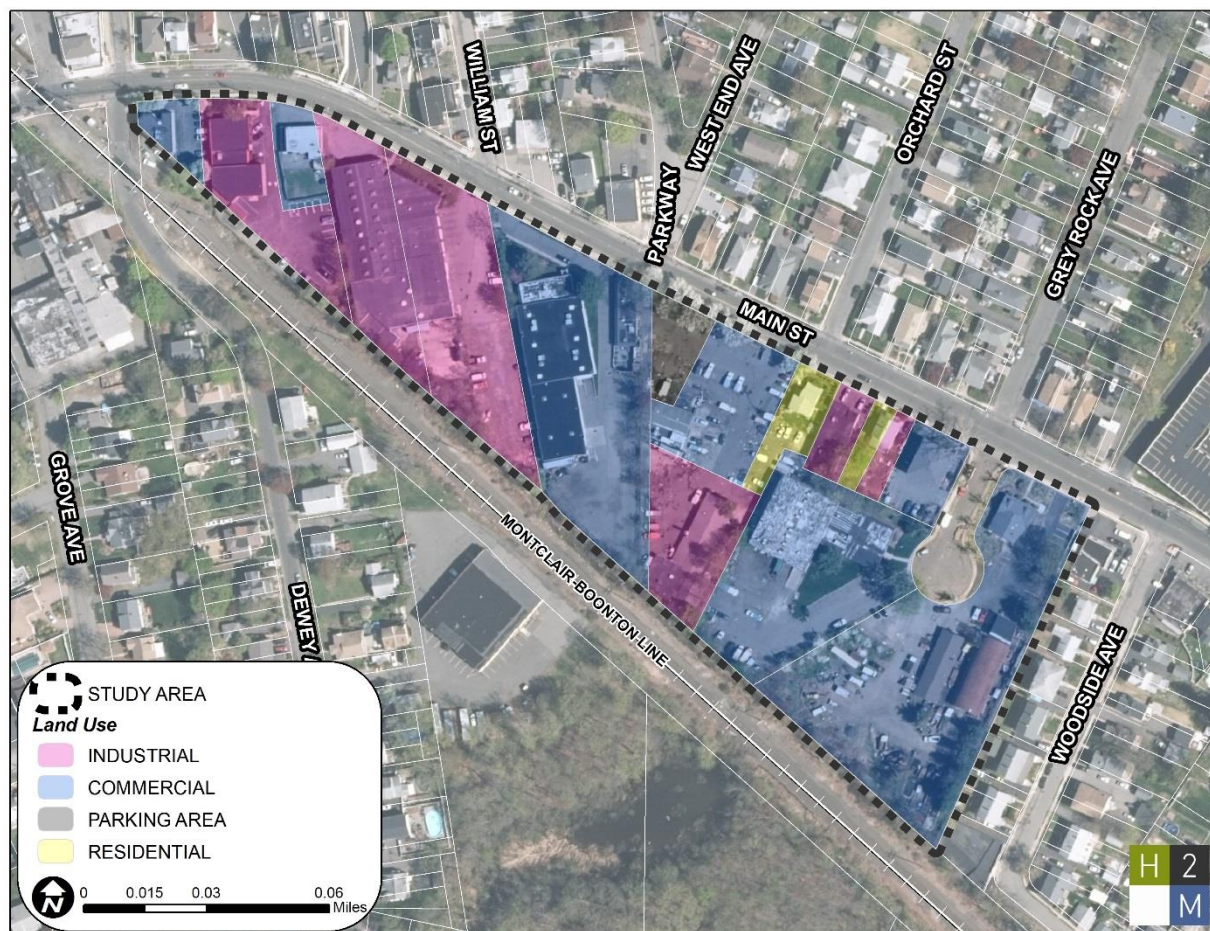 WILLIAM ST
PARKWAY
WEST END AVE
ORCHARD ST
GREY ROCK AVE
MAIN ST
GROVE AVE
DEWEY A
MONTCLAIR-BOONTON LINE
WOODSIDE AVE
STUDY AREA
Land Use
INDUSTRIAL
COMMERCIAL
PARKING AREA
RESIDENTIAL
N
0 0.015 0.03 0.06
Miles
H 2
M